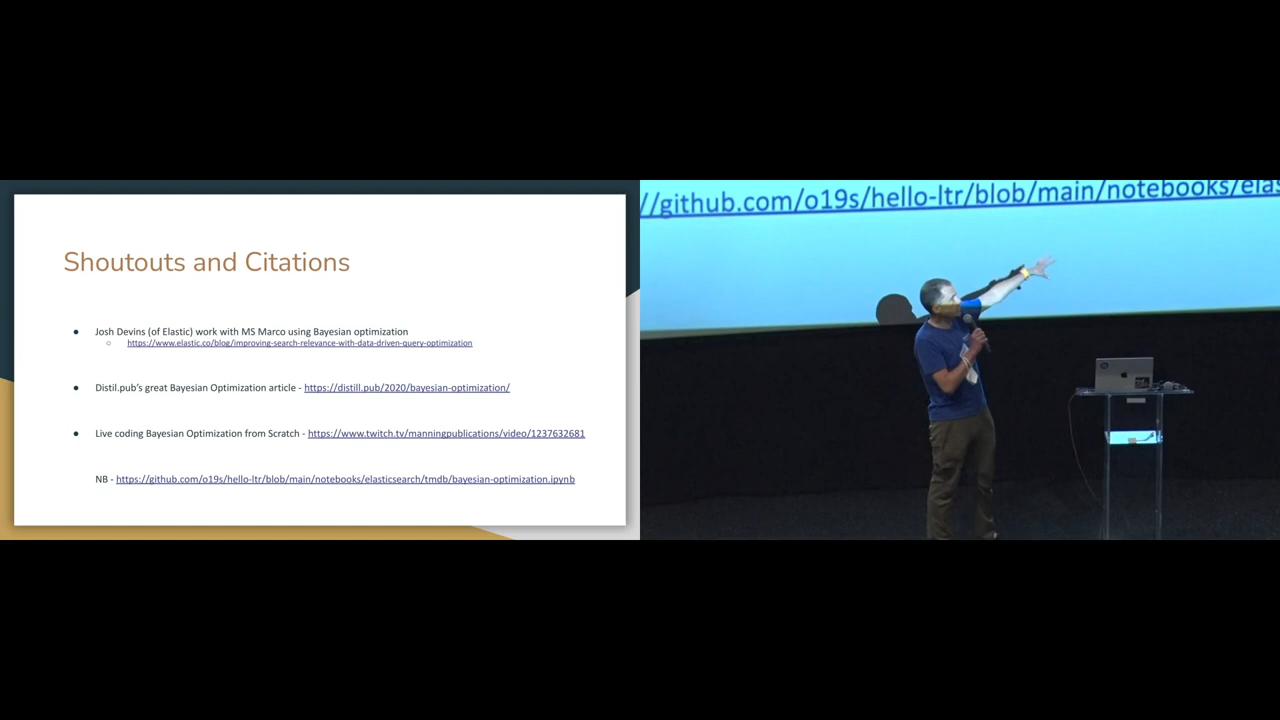 Shoutouts and Citations
● Josh Devins (of Elastic) work with MS Marco using Bayesian optimization
○ https://www.elastic.co/blog/improving-search-relevance-with-data-driven-query-optimization
● Distil.pub's great Bayesian Optimization article - https://distill.pub/2020/bayesian-optimization/
● Live coding Bayesian Optimization from Scratch - https://www.twitch.tv/manningpublications/video/1237632681
NB - https://github.com/o19s/hello-ltr/blob/main/notebooks/elasticsearch/tmdb/bayesian-optimization.ipynb
//github.com/o19s/hello-ltr/blob/main/notebooks/elas